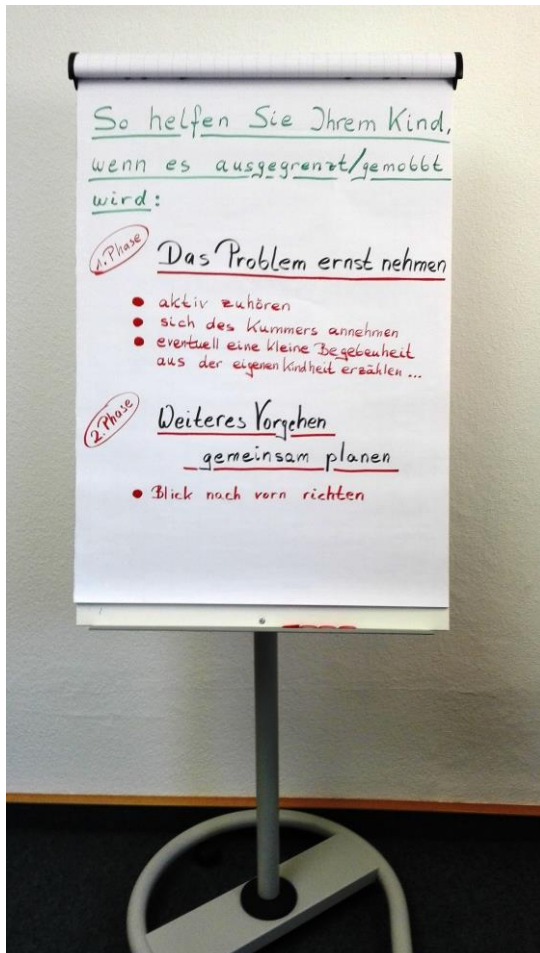 So helfen Sie Ihrem Kind,
wenn es ausgegrenzt/gemobbt
wird:
1. Phase
Das Problem ernst nehmen
• aktiv zuhören
• sich des Kummers annehmen
• eventuell eine kleine Begebenheit
aus der eigenen Kindheit erzählen...
2. Phase
Weiteres Vorgehen
gemeinsam planen
• Blick nach vorn richten